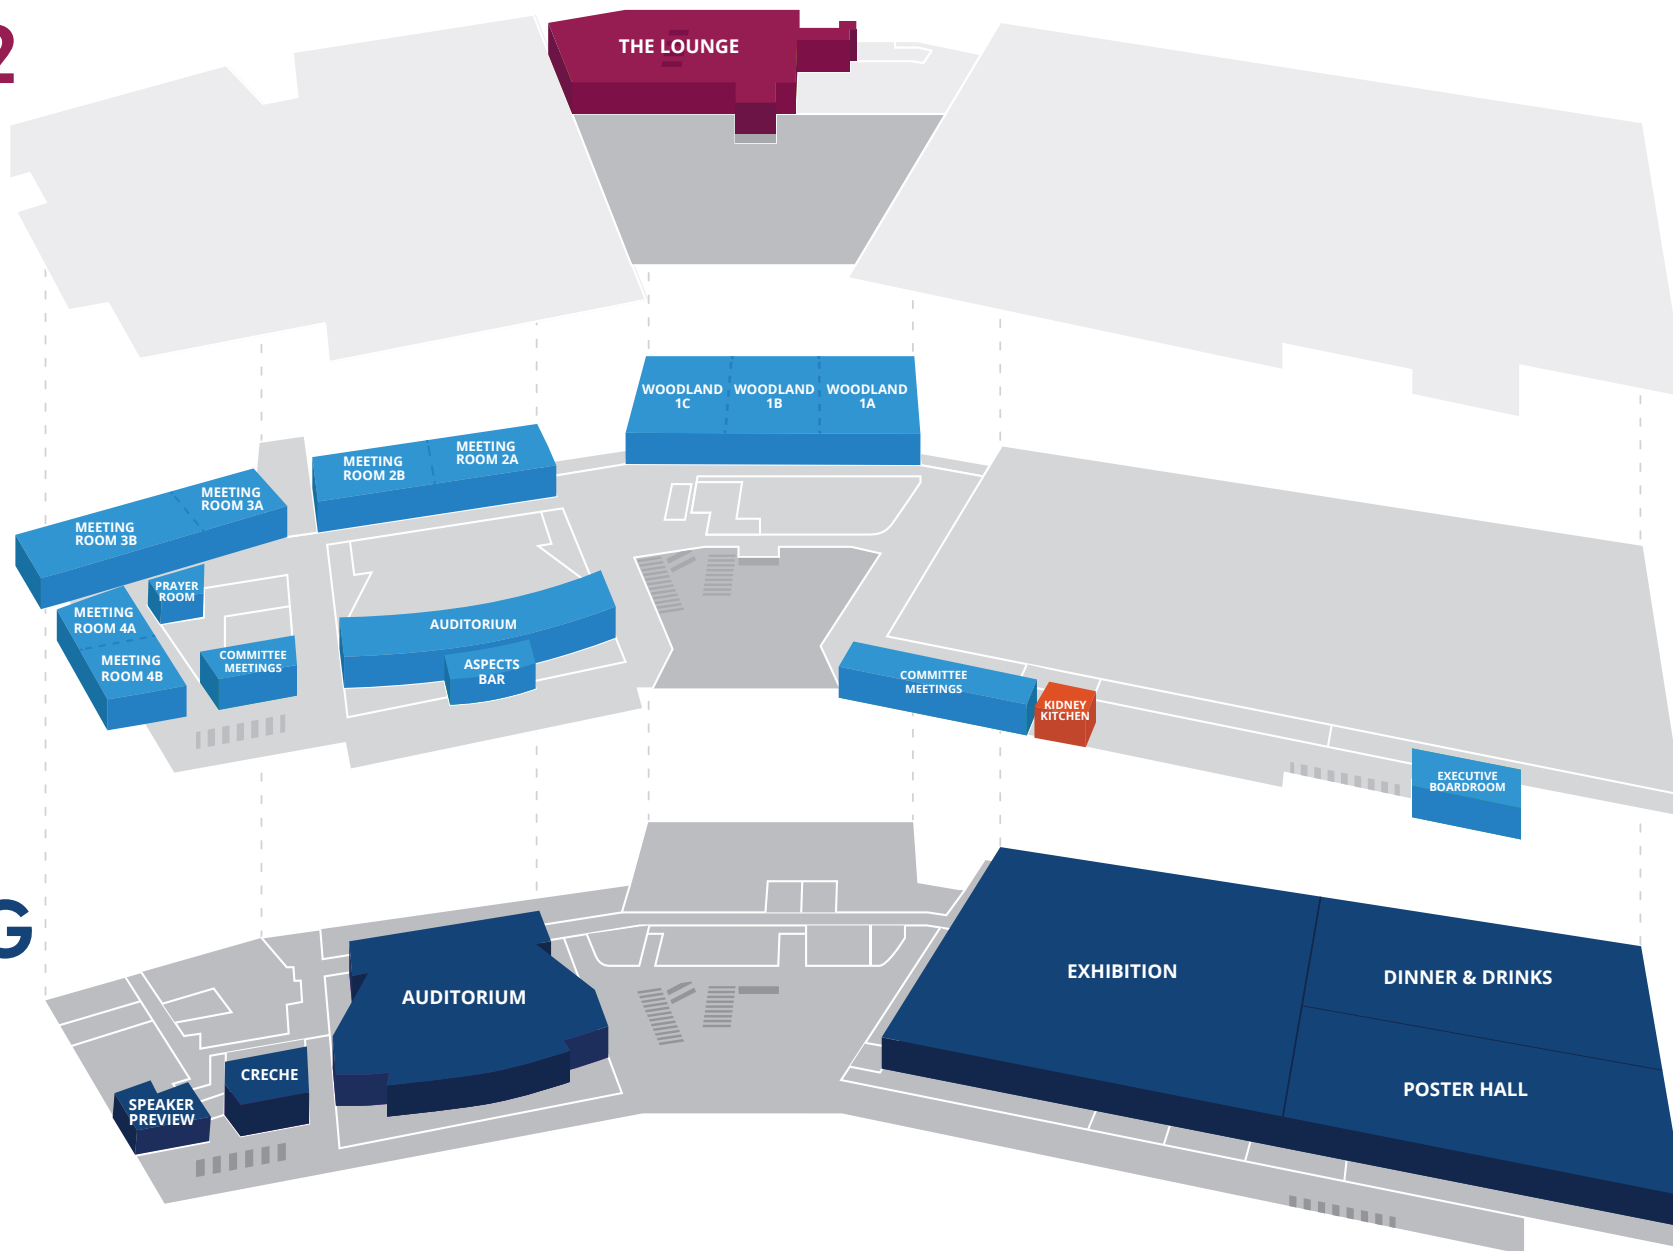 2
THE LOUNGE
WOODLAND
1C
WOODLAND
1B
WOODLAND
1A
MEETING
ROOM 2B
MEETING
ROOM 2A
MEETING
ROOM 3A
MEETING
ROOM 3B
PRAYER
ROOM
MEETING
ROOM 4A
MEETING
ROOM 4B
COMMITTEE
MEETINGS
AUDITORIUM
ASPECTS
BAR
COMMITTEE
MEETINGS
KIDNEY
KITCHEN
EXECUTIVE
BOARDROOM
G
AUDITORIUM
EXHIBITION
DINNER & DRINKS
POSTER HALL
CRECHE
SPEAKER
PREVIEW